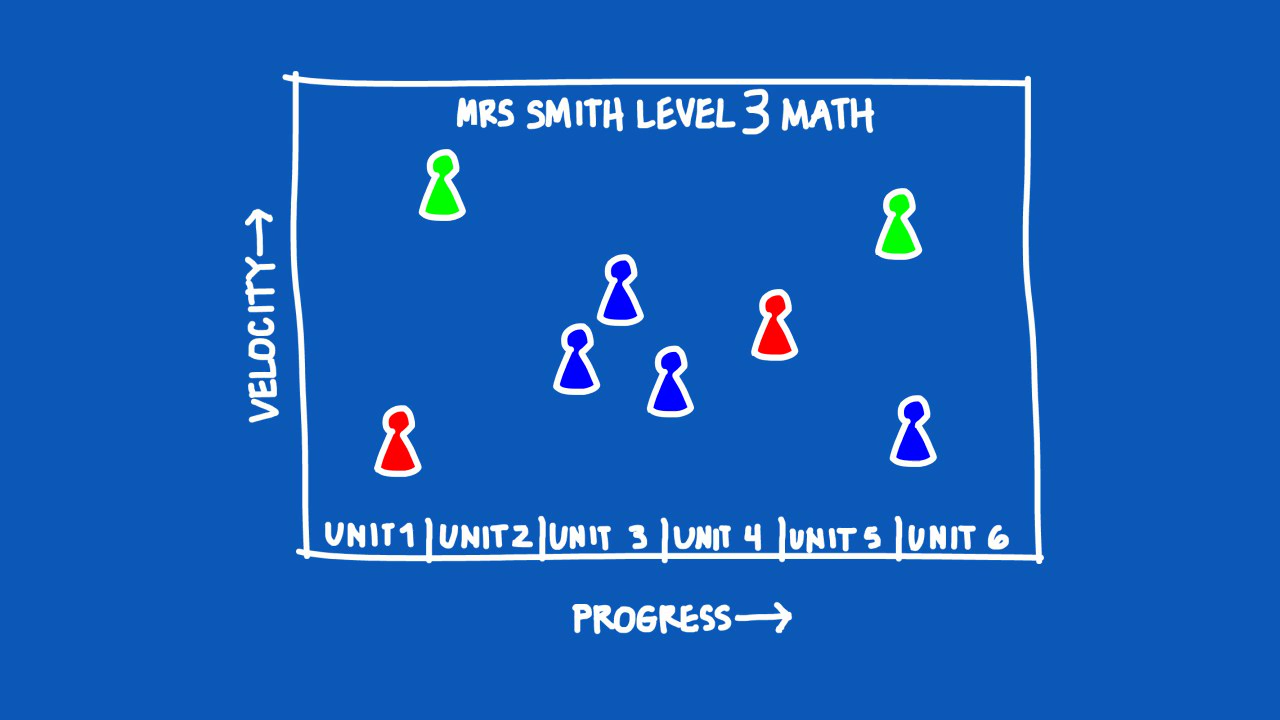 MRS SMITH LEVEL 3 MATH
VELOCITY→
UNIT 1 | UNIT 2 | UNIT 3 | UNIT 4 | UNIT 5 | UNIT 6
PROGRESS→